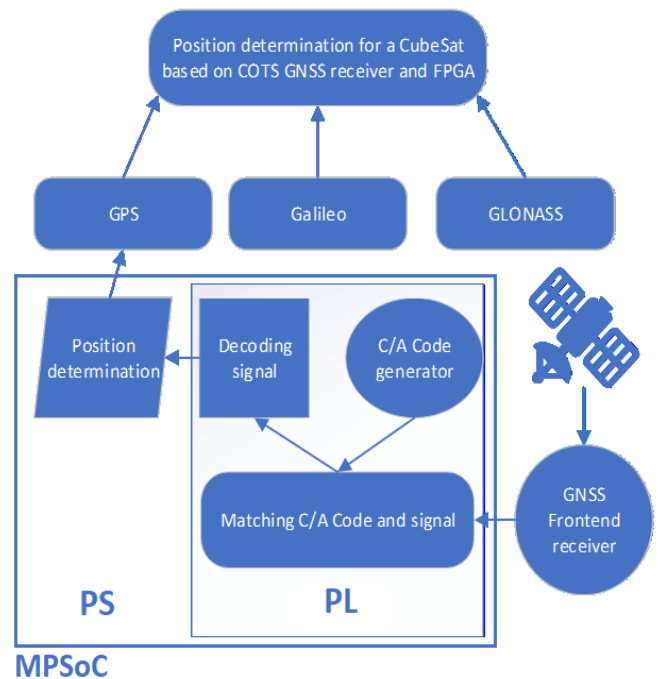 Position determination for a CubeSat
based on COTS GNSS receiver and FPGA
GPS
Galileo
GLONASS
Position
determination
Decoding
signal
C/A Code
generator
Matching C/A Code and signal
GNSS
Frontend
receiver
PS
PL
MPSoC